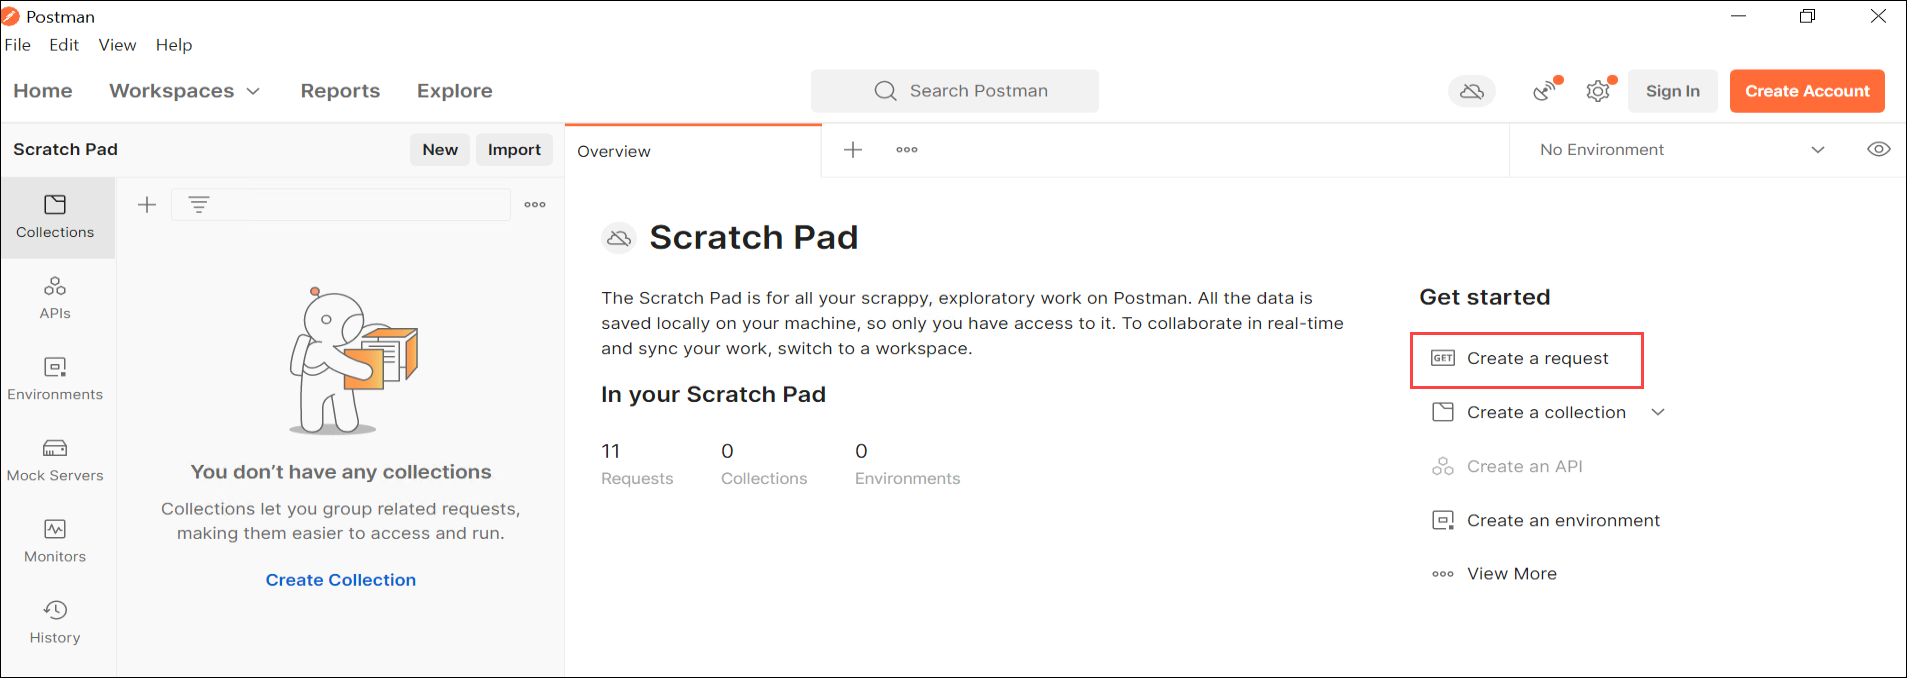 Postman
File Edit View Help
Home Workspaces Reports Explore Search Postman Sign In Create Account
Scratch Pad New Import Overview No Environment
Collections
APIs
Environments
Mock Servers
Monitors
History
You don’t have any collections
Collections let you group related requests,
making them easier to access and run.
Create Collection
Scratch Pad
The Scratch Pad is for all your scrappy, exploratory work on Postman. All the data is
saved locally on your machine, so only you have access to it. To collaborate in real-time
and sync your work, switch to a workspace.
In your Scratch Pad
11 0 0
Requests Collections Environments
Get started
GET Create a request
Create a collection
Create an API
Create an environment
View More